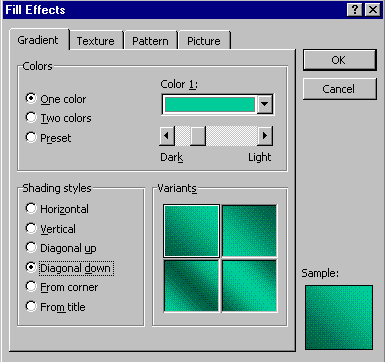 Fill Effects
Gradient Texture Pattern Picture
OK
Cancel
Colors
One color
Two colors
Preset
Color 1:
Dark Light
Shading styles
Horizontal
Vertical
Diagonal up
Diagonal down
From corner
From title
Variants
Sample: